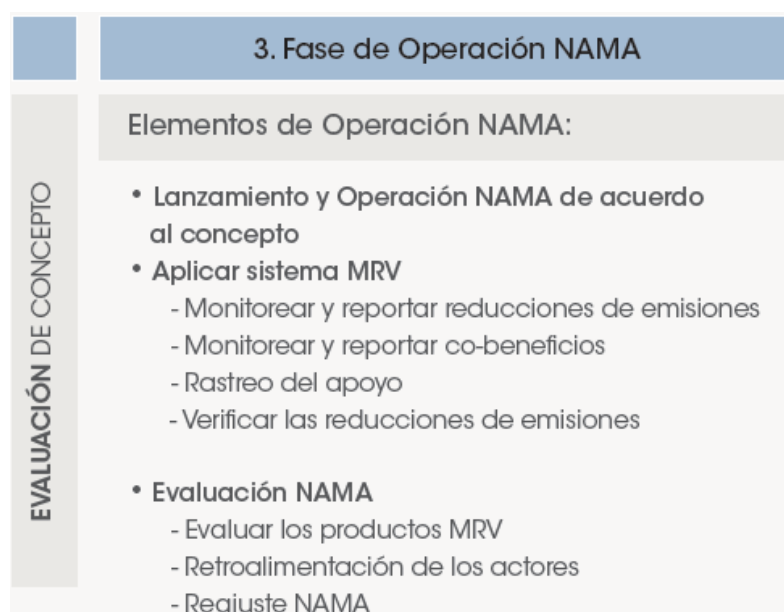 3. Fase de Operación NAMA
EVALUACIÓN DE CONCEPTO
Elementos de Operación NAMA:
• Lanzamiento y Operación NAMA de acuerdo
al concepto
• Aplicar sistema MRV
- Monitorear y reportar reducciones de emisiones
- Monitorear y reportar co-beneficios
- Rastreo del apoyo
- Verificar las reducciones de emisiones
• Evaluación NAMA
- Evaluar los productos MRV
- Retroalimentación de los actores
- Reajuste NAMA